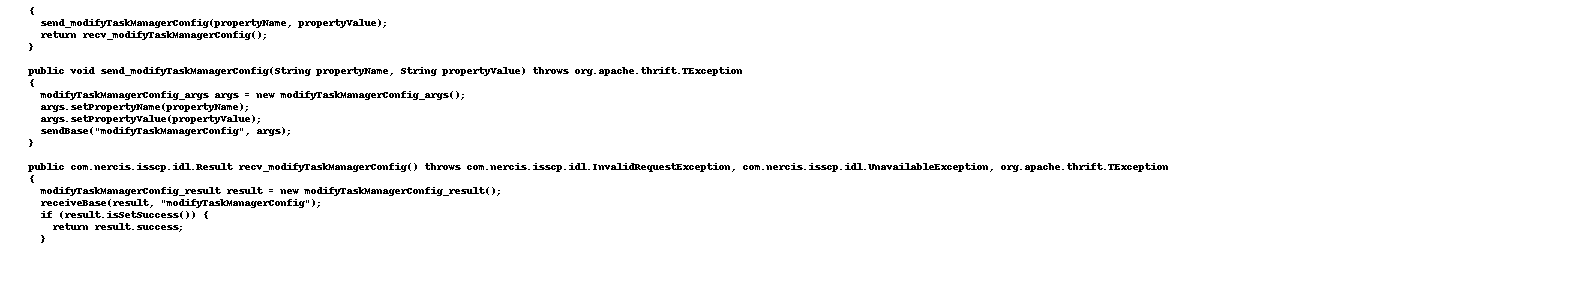 {
send_modifyTaskManagerConfig(propertyName, propertyValue);
return recv_modifyTaskManagerConfig();
}
public void send_modifyTaskManagerConfig(String propertyName, String propertyValue) throws org.apache.thrift.TException
{
modifyTaskManagerConfig_args args = new modifyTaskManagerConfig_args();
args.setPropertyName(propertyName);
args.setPropertyValue(propertyValue);
sendBase("modifyTaskManagerConfig", args);
}
public com.nercis.isscp.idl.Result recv_modifyTaskManagerConfig() throws com.nercis.isscp.idl.InvalidRequestException, com.nercis.isscp.idl.UnavailableException, org.apache.thrift.TException
{
modifyTaskManagerConfig_result result = new modifyTaskManagerConfig_result();
receiveBase(result, "modifyTaskManagerConfig");
if (result.isSetSuccess()) {
return result.success;
}